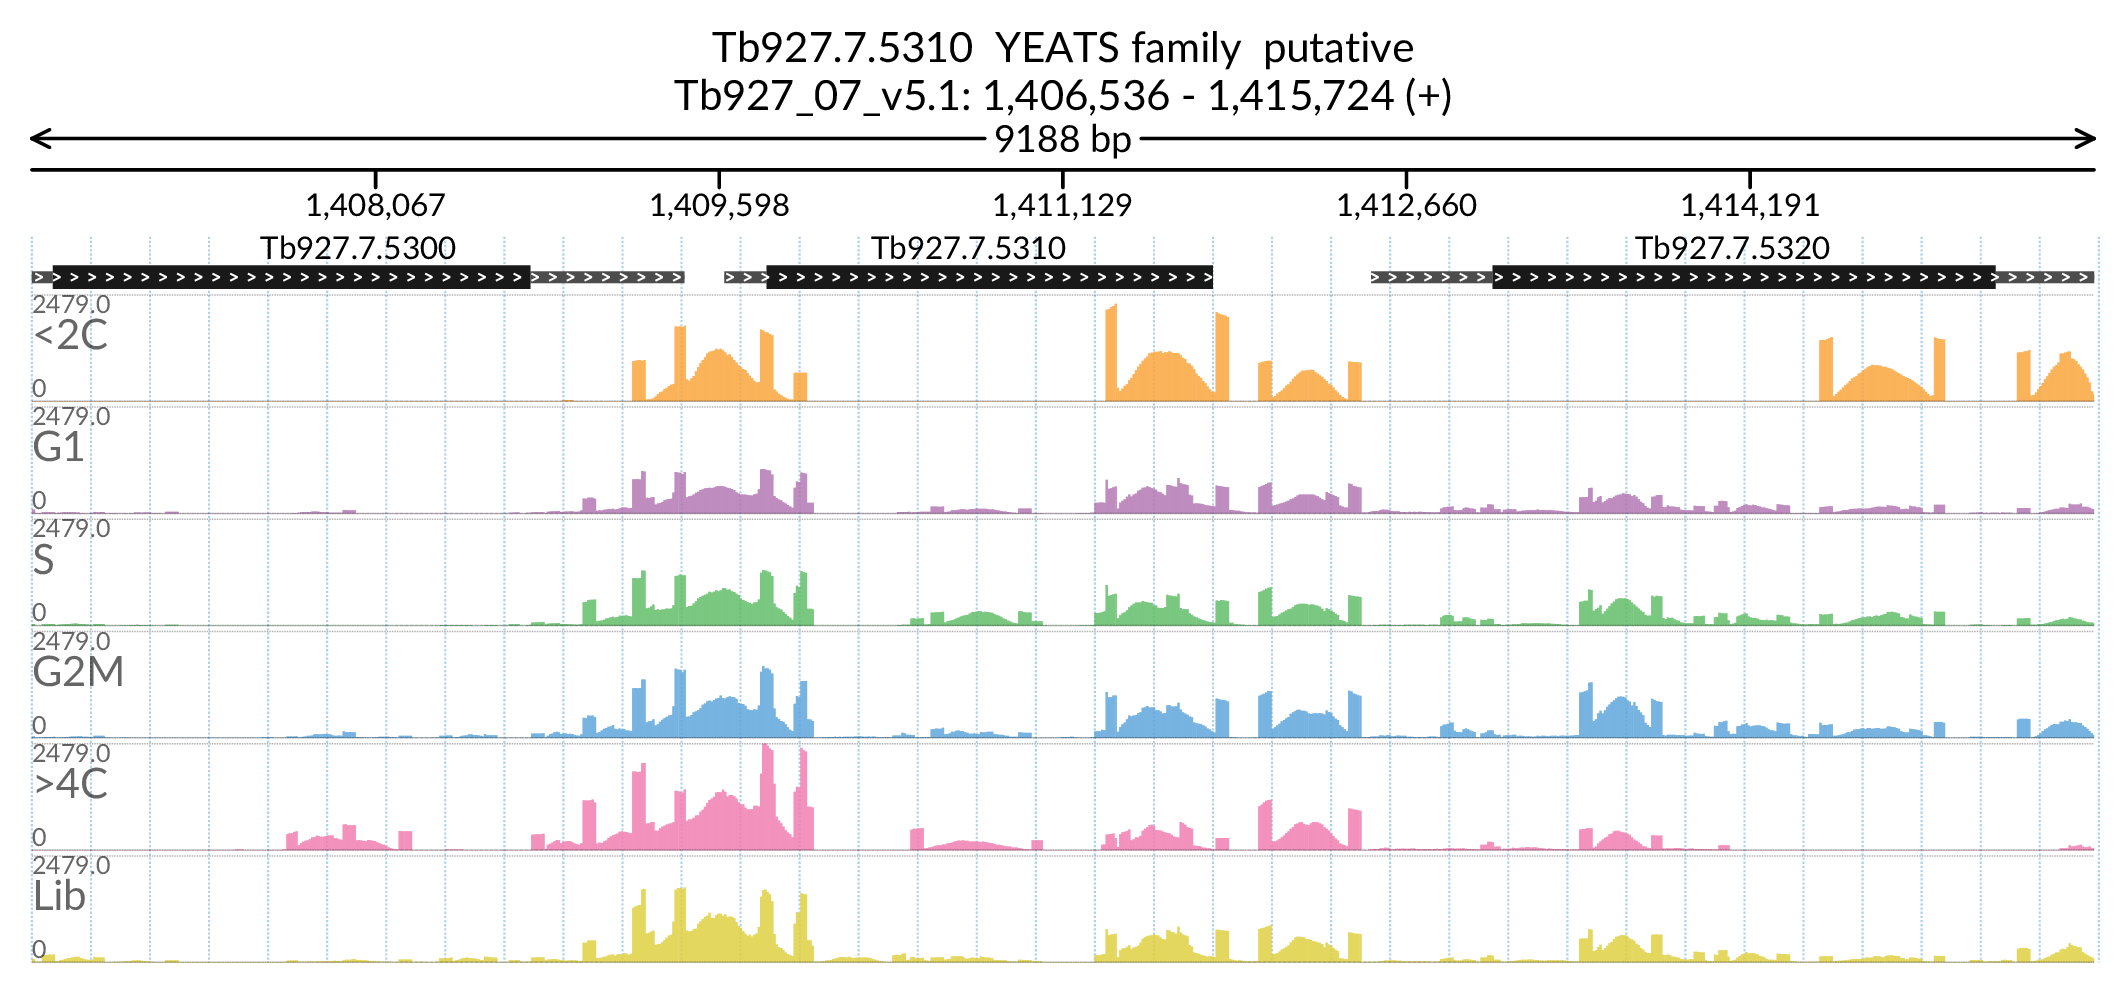 Tb927.7.5310  YEATS family  putative
Tb927_07_v5.1: 1,406,536 - 1,415,724 (+)
9188 bp
1,408,067 1,409,598 1,411,129 1,412,660 1,414,191
Tb927.7.5300 Tb927.7.5310 Tb927.7.5320
2479.0
<2C
0
2479.0
G1
0
2479.0
S
0
2479.0
G2M
0
2479.0
>4C
0
2479.0
Lib
0